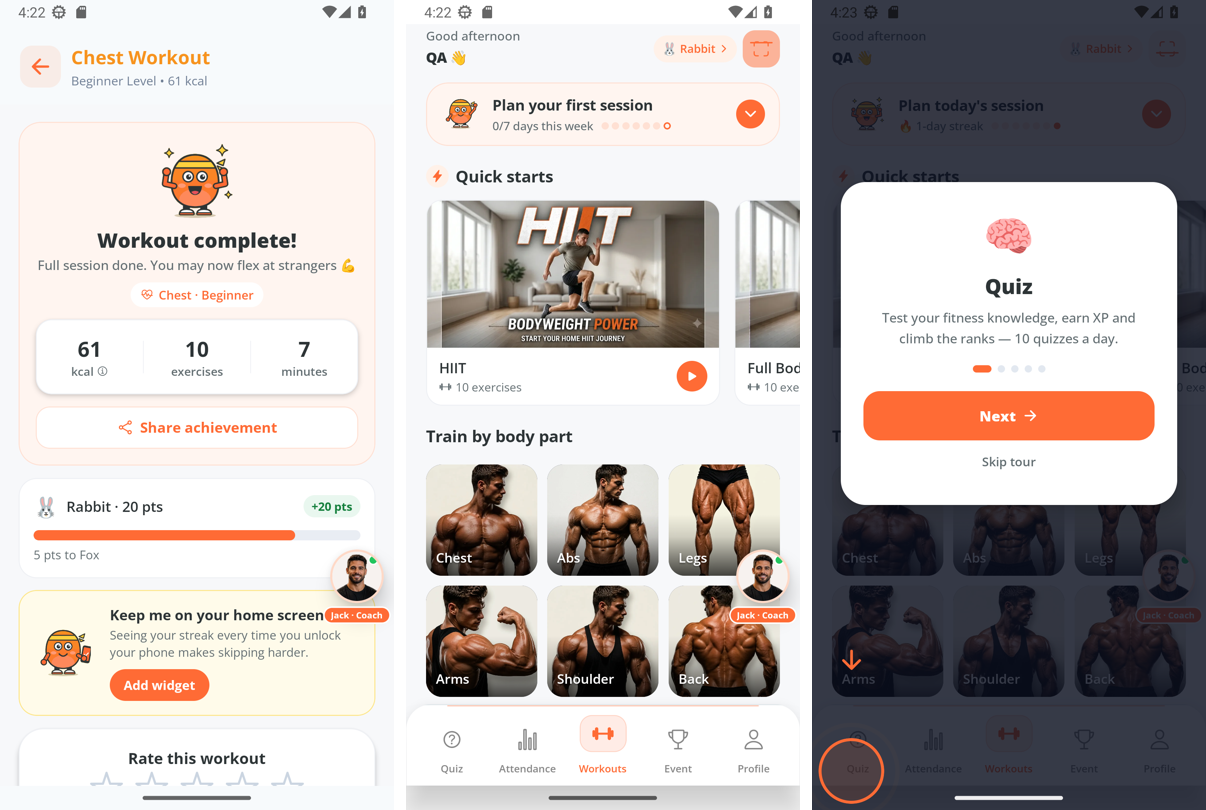 4:22
Chest Workout
Beginner Level • 61 kcal
Workout complete!
Full session done. You may now flex at strangers 💪
Chest · Beginner
61
kcal
10
exercises
7
minutes
Share achievement
Rabbit · 20 pts
+20 pts
5 pts to Fox
Jack · Coach
Keep me on your home screen
Seeing your streak every time you unlock
your phone makes skipping harder.
Add widget
Rate this workout
4:22
Good afternoon
QA 👋
Rabbit >
Plan your first session
0/7 days this week
Quick starts
HIIT
BODYWEIGHT POWER
START YOUR HOME HIIT JOURNEY
HIIT
10 exercises
Full Bod
10 exe
Train by body part
Chest
Abs
Legs
Jack · Coach
Arms
Shoulder
Back
Quiz
Attendance
Workouts
Event
Profile
4:23
Good afternoon
QA 👋
Rabbit >
Plan today's session
🔥 1-day streak
Quick starts
Quiz
Test your fitness knowledge, earn XP and
climb the ranks — 10 quizzes a day.
Next →
Skip tour
Chest
Abs
Legs
Jack · Coach
Arms
Shoulder
Back
Quiz
Attendance
Workouts
Event
Profile